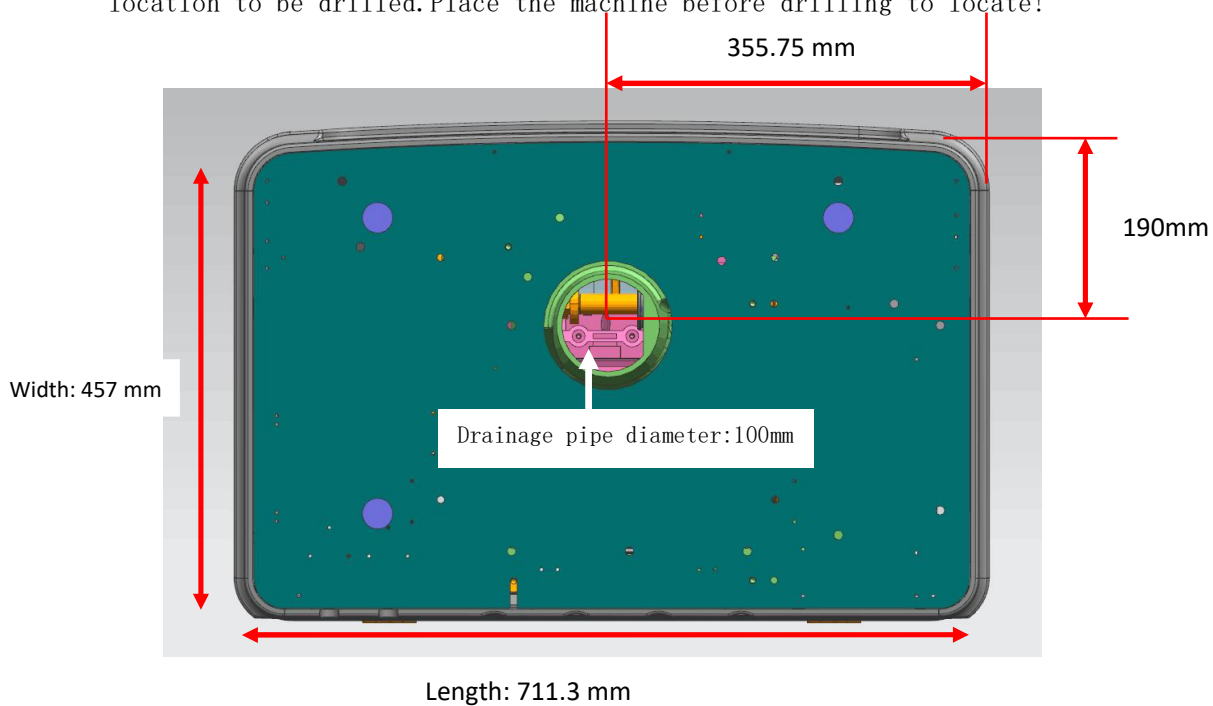 location to be drilled.Place the machine before drilling to locate!
355.75 mm
190mm
Width: 457 mm
Drainage pipe diameter:100mm
Length: 711.3 mm